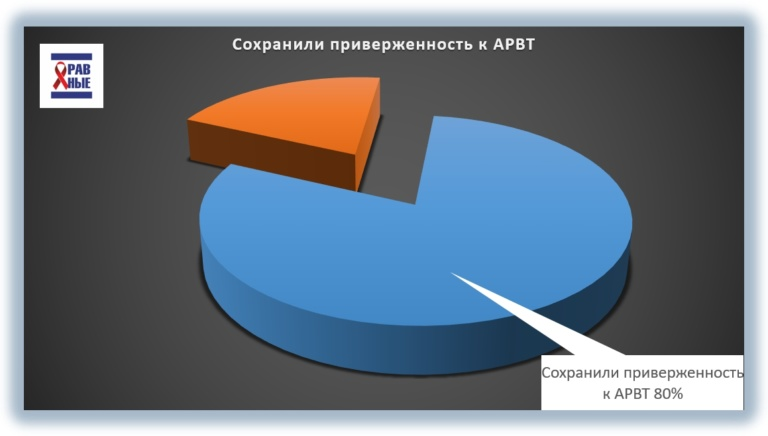 Сохранили приверженность к АРВТ
РАВ
НЫЕ
Сохранили приверженность
к АРВТ 80%